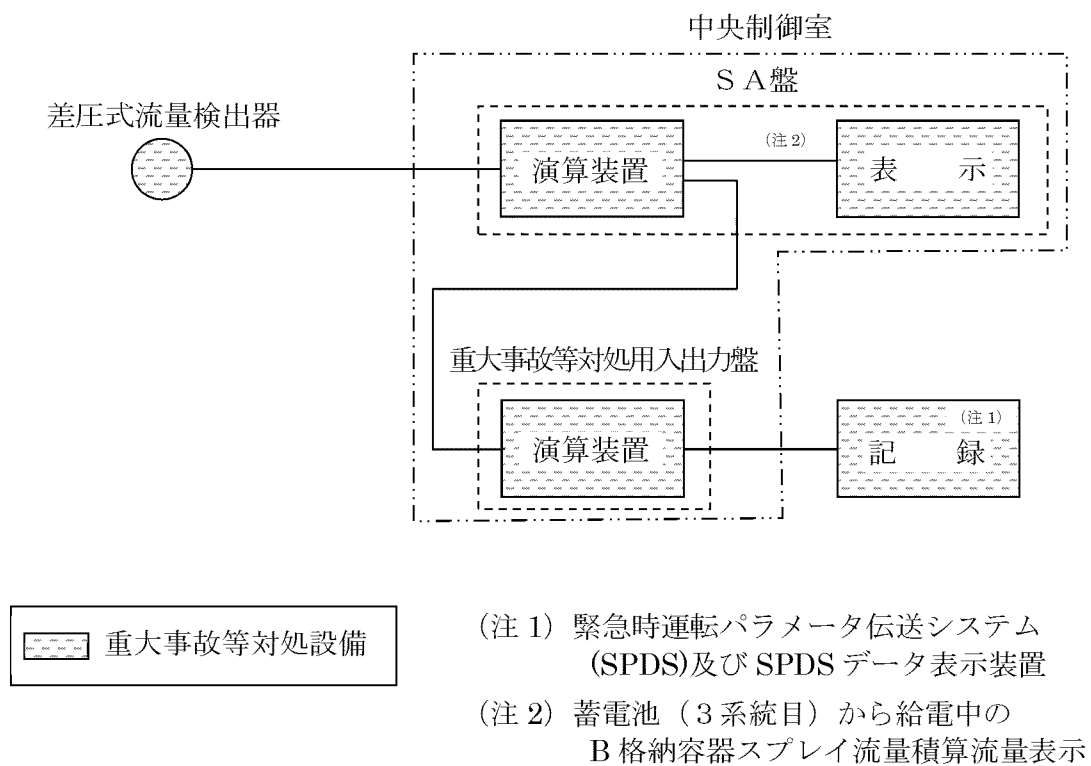 中央制御室
SA盤
差圧式流量検出器
演算装置
(注2)
表　示
重大事故等対処用入出力盤
演算装置
(注1)
記　録
重大事故等対処設備
(注1) 緊急時運転パラメータ伝送システム
(SPDS)及びSPDSデータ表示装置
(注2) 蓄電池（３系統目）から給電中の
B格納容器スプレイ流量積算流量表示